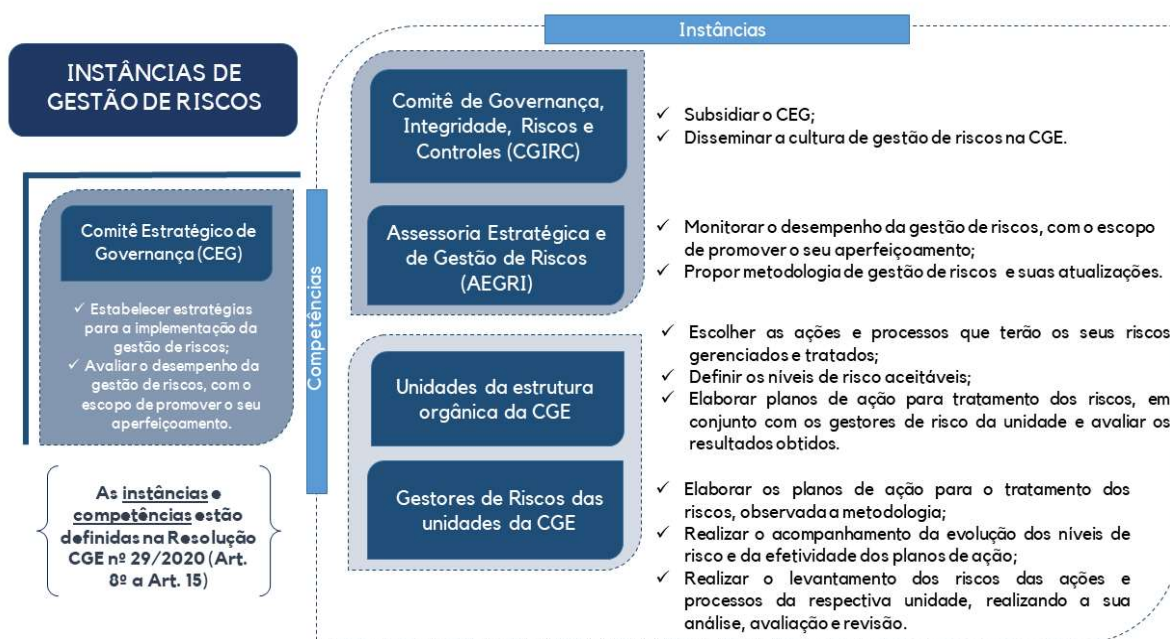 Instâncias
INSTÂNCIAS DE
GESTÃO DE RISCOS
Comitê Estratégico de
Governança (CEG)
✓ Estabelecer estratégias
para a implementação da
gestão de riscos;
✓ Avaliar o desempenho da
gestão de riscos, com o
escopo de promover o seu
aperfeiçoamento.
As instâncias e
competências estão
definidas na Resolução
CGE nº 29/2020 (Art.
8º a Art. 15)
Competências
Comitê de Governança,
Integridade, Riscos e
Controles (CGIRC)
✓ Subsidiar o CEG;
✓ Disseminar a cultura de gestão de riscos na CGE.
Assessoria Estratégica e
de Gestão de Riscos
(AEGRI)
✓ Monitorar o desempenho da gestão de riscos, com o escopo
de promover o seu aperfeiçoamento;
✓ Propor metodologia de gestão de riscos e suas atualizações.
Unidades da estrutura
orgânica da CGE
✓ Escolher as ações e processos que terão os seus riscos
gerenciados e tratados;
✓ Definir os níveis de risco aceitáveis;
✓ Elaborar planos de ação para tratamento dos riscos, em
conjunto com os gestores de risco da unidade e avaliar os
resultados obtidos.
Gestores de Riscos das
unidades da CGE
✓ Elaborar os planos de ação para o tratamento dos
riscos, observada a metodologia;
✓ Realizar o acompanhamento da evolução dos níveis de
risco e da efetividade dos planos de ação;
✓ Realizar o levantamento dos riscos das ações e
processos da respectiva unidade, realizando a sua
análise, avaliação e revisão.